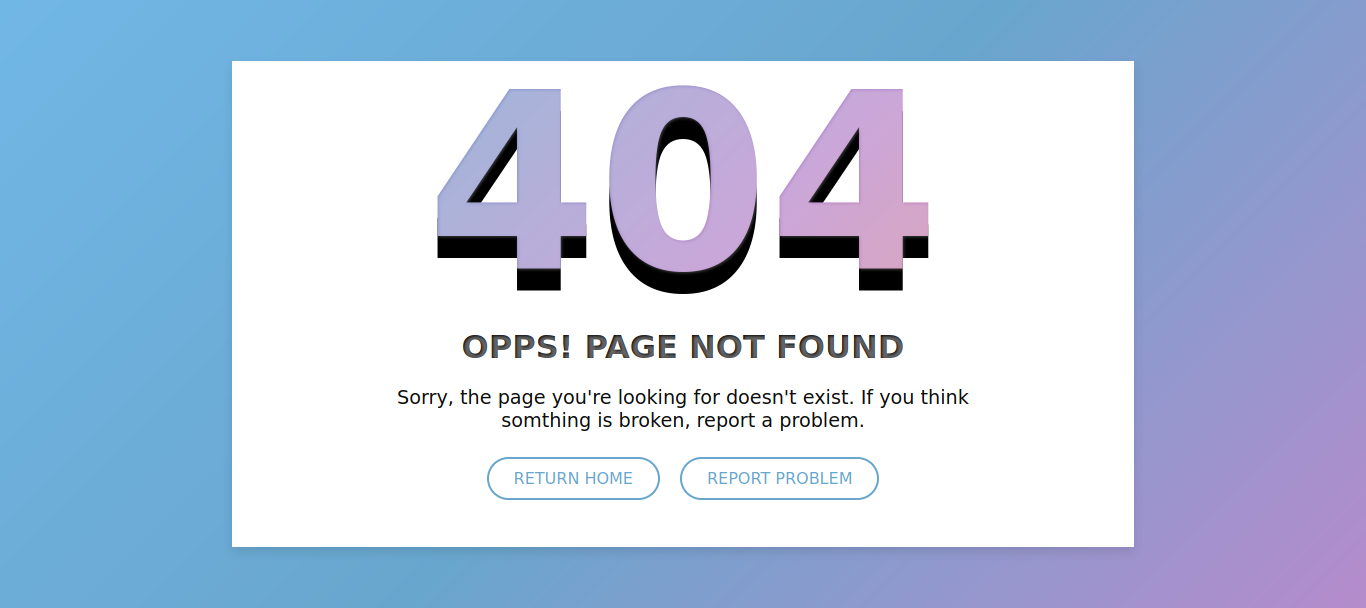 404
OPPS! PAGE NOT FOUND
Sorry, the page you're looking for doesn't exist. If you think
somthing is broken, report a problem.
RETURN HOME
REPORT PROBLEM